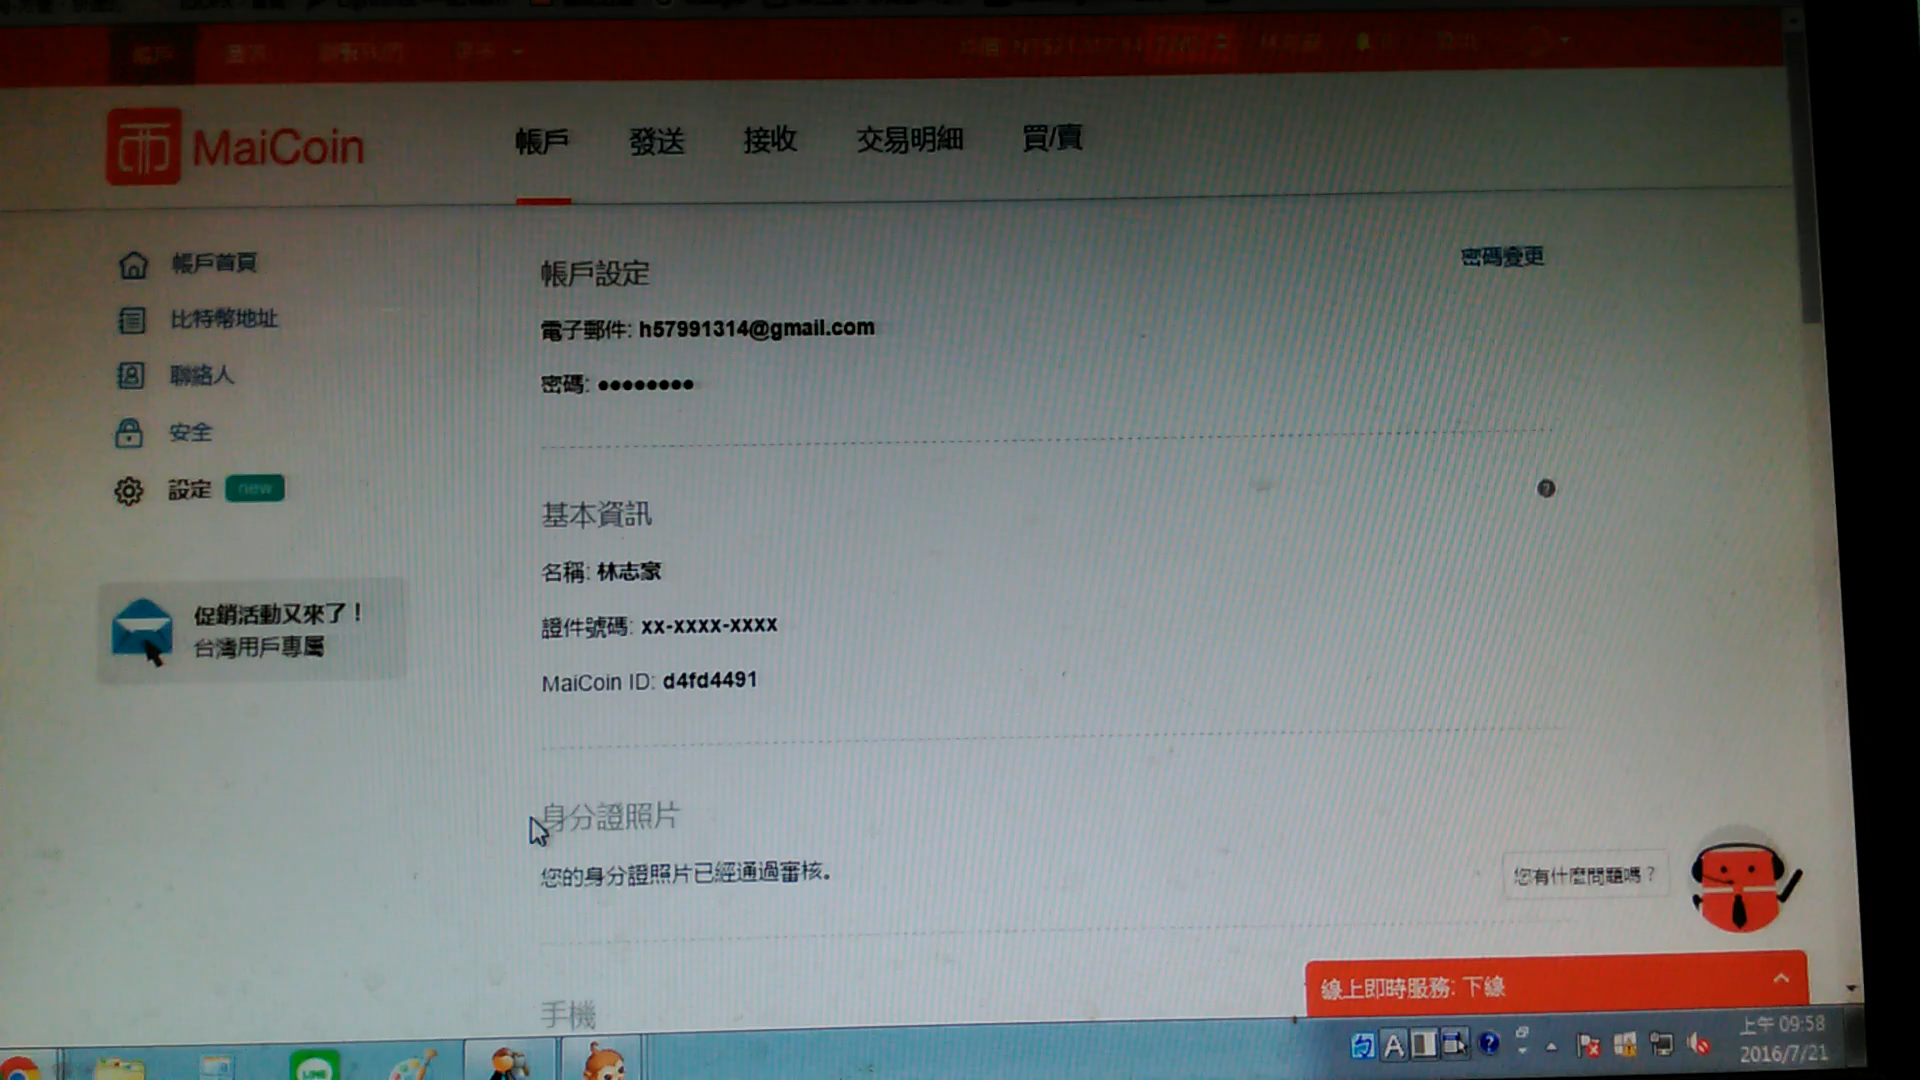 MaiCoin
帳戶
發送
接收
交易明細
買/賣
帳戶首頁
比特幣地址
聯絡人
安全
設定 new
促銷活動又來了！
台灣用戶專屬
帳戶設定
密碼變更
電子郵件: h57991314@gmail.com
密碼: ••••••••
基本資訊
名稱: 林志豪
證件號碼: xx-xxxx-xxxx
MaiCoin ID: d4fd4491
身分證照片
您的身分證照片已經通過審核。
手機
您有什麼問題嗎？
線上即時服務: 下線
LINE
A
上午 09:58
2016/7/21